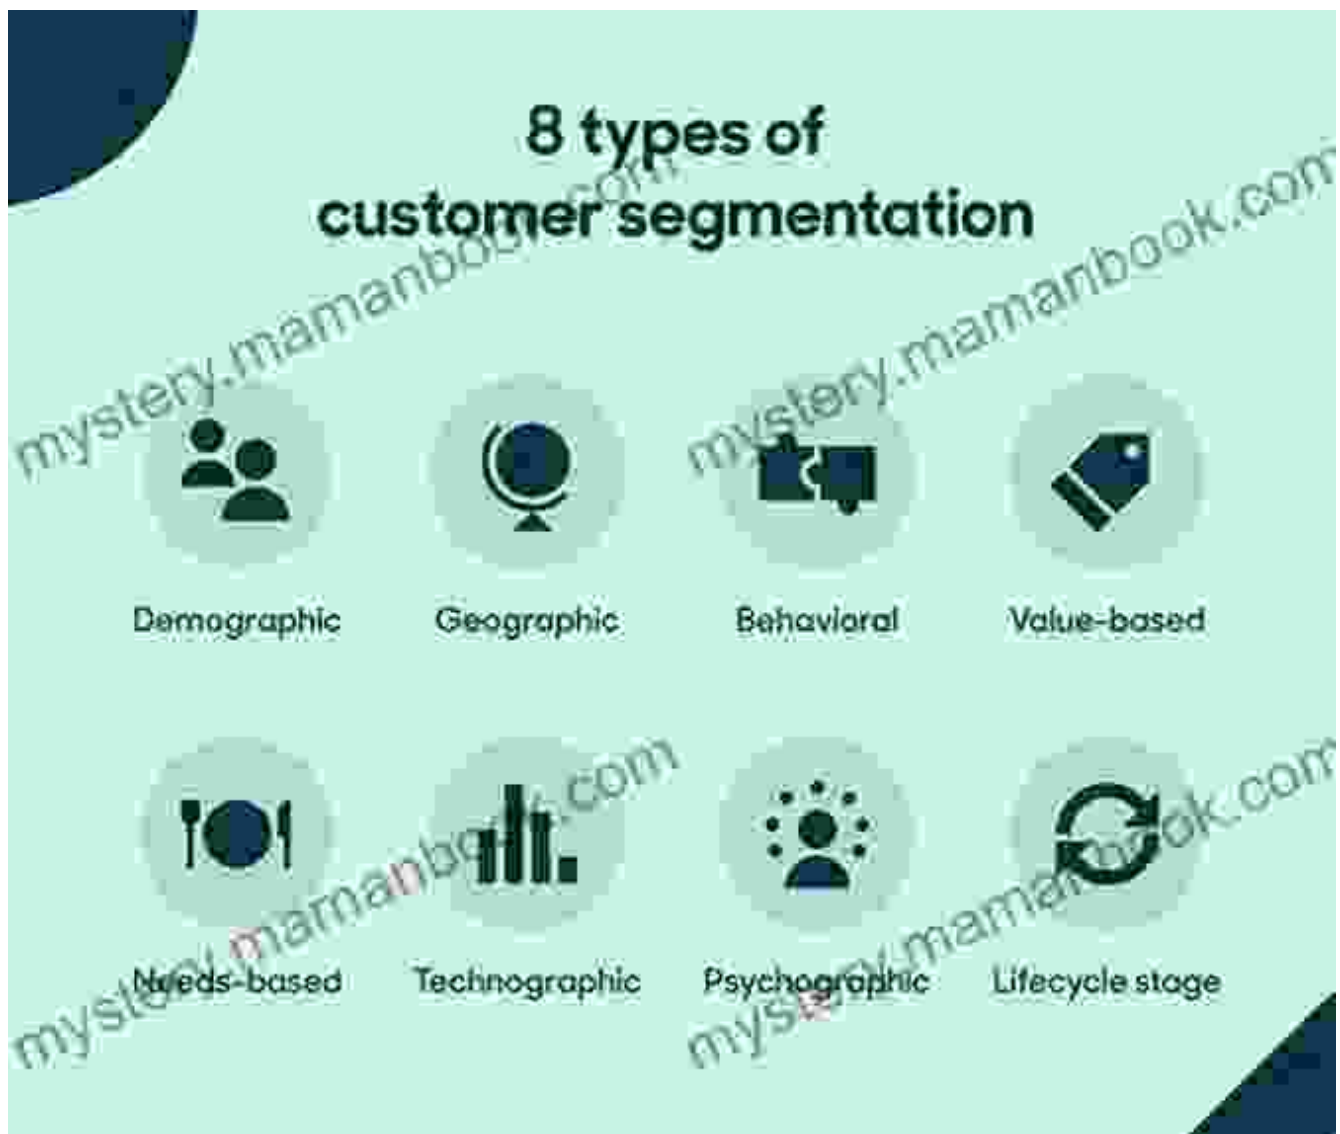 8 types of
customer segmentation
mystery.mamanbook.com
mystery.mamanbook.com
Demographic
Geographic
Behavioral
Value-based
mystery.mamanbook.com
mystery.mamanbook.com
Needs-based
Technographic
Psychographic
Lifecycle stage